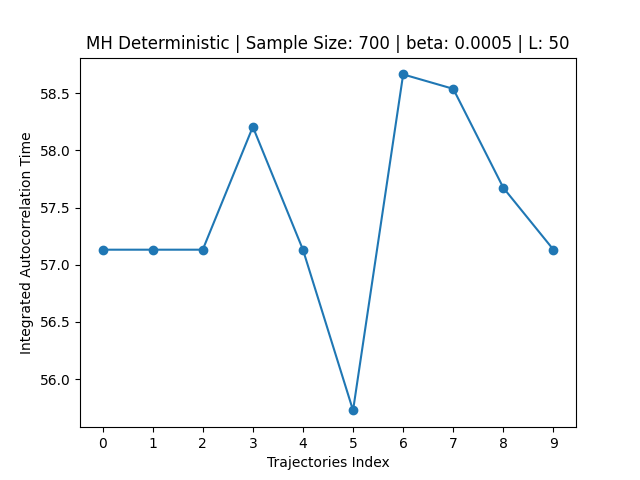 MH Deterministic | Sample Size: 700 | beta: 0.0005 | L: 50
Integrated Autocorrelation Time
58.5
58.0
57.5
57.0
56.5
56.0
0 1 2 3 4 5 6 7 8 9
Trajectories Index